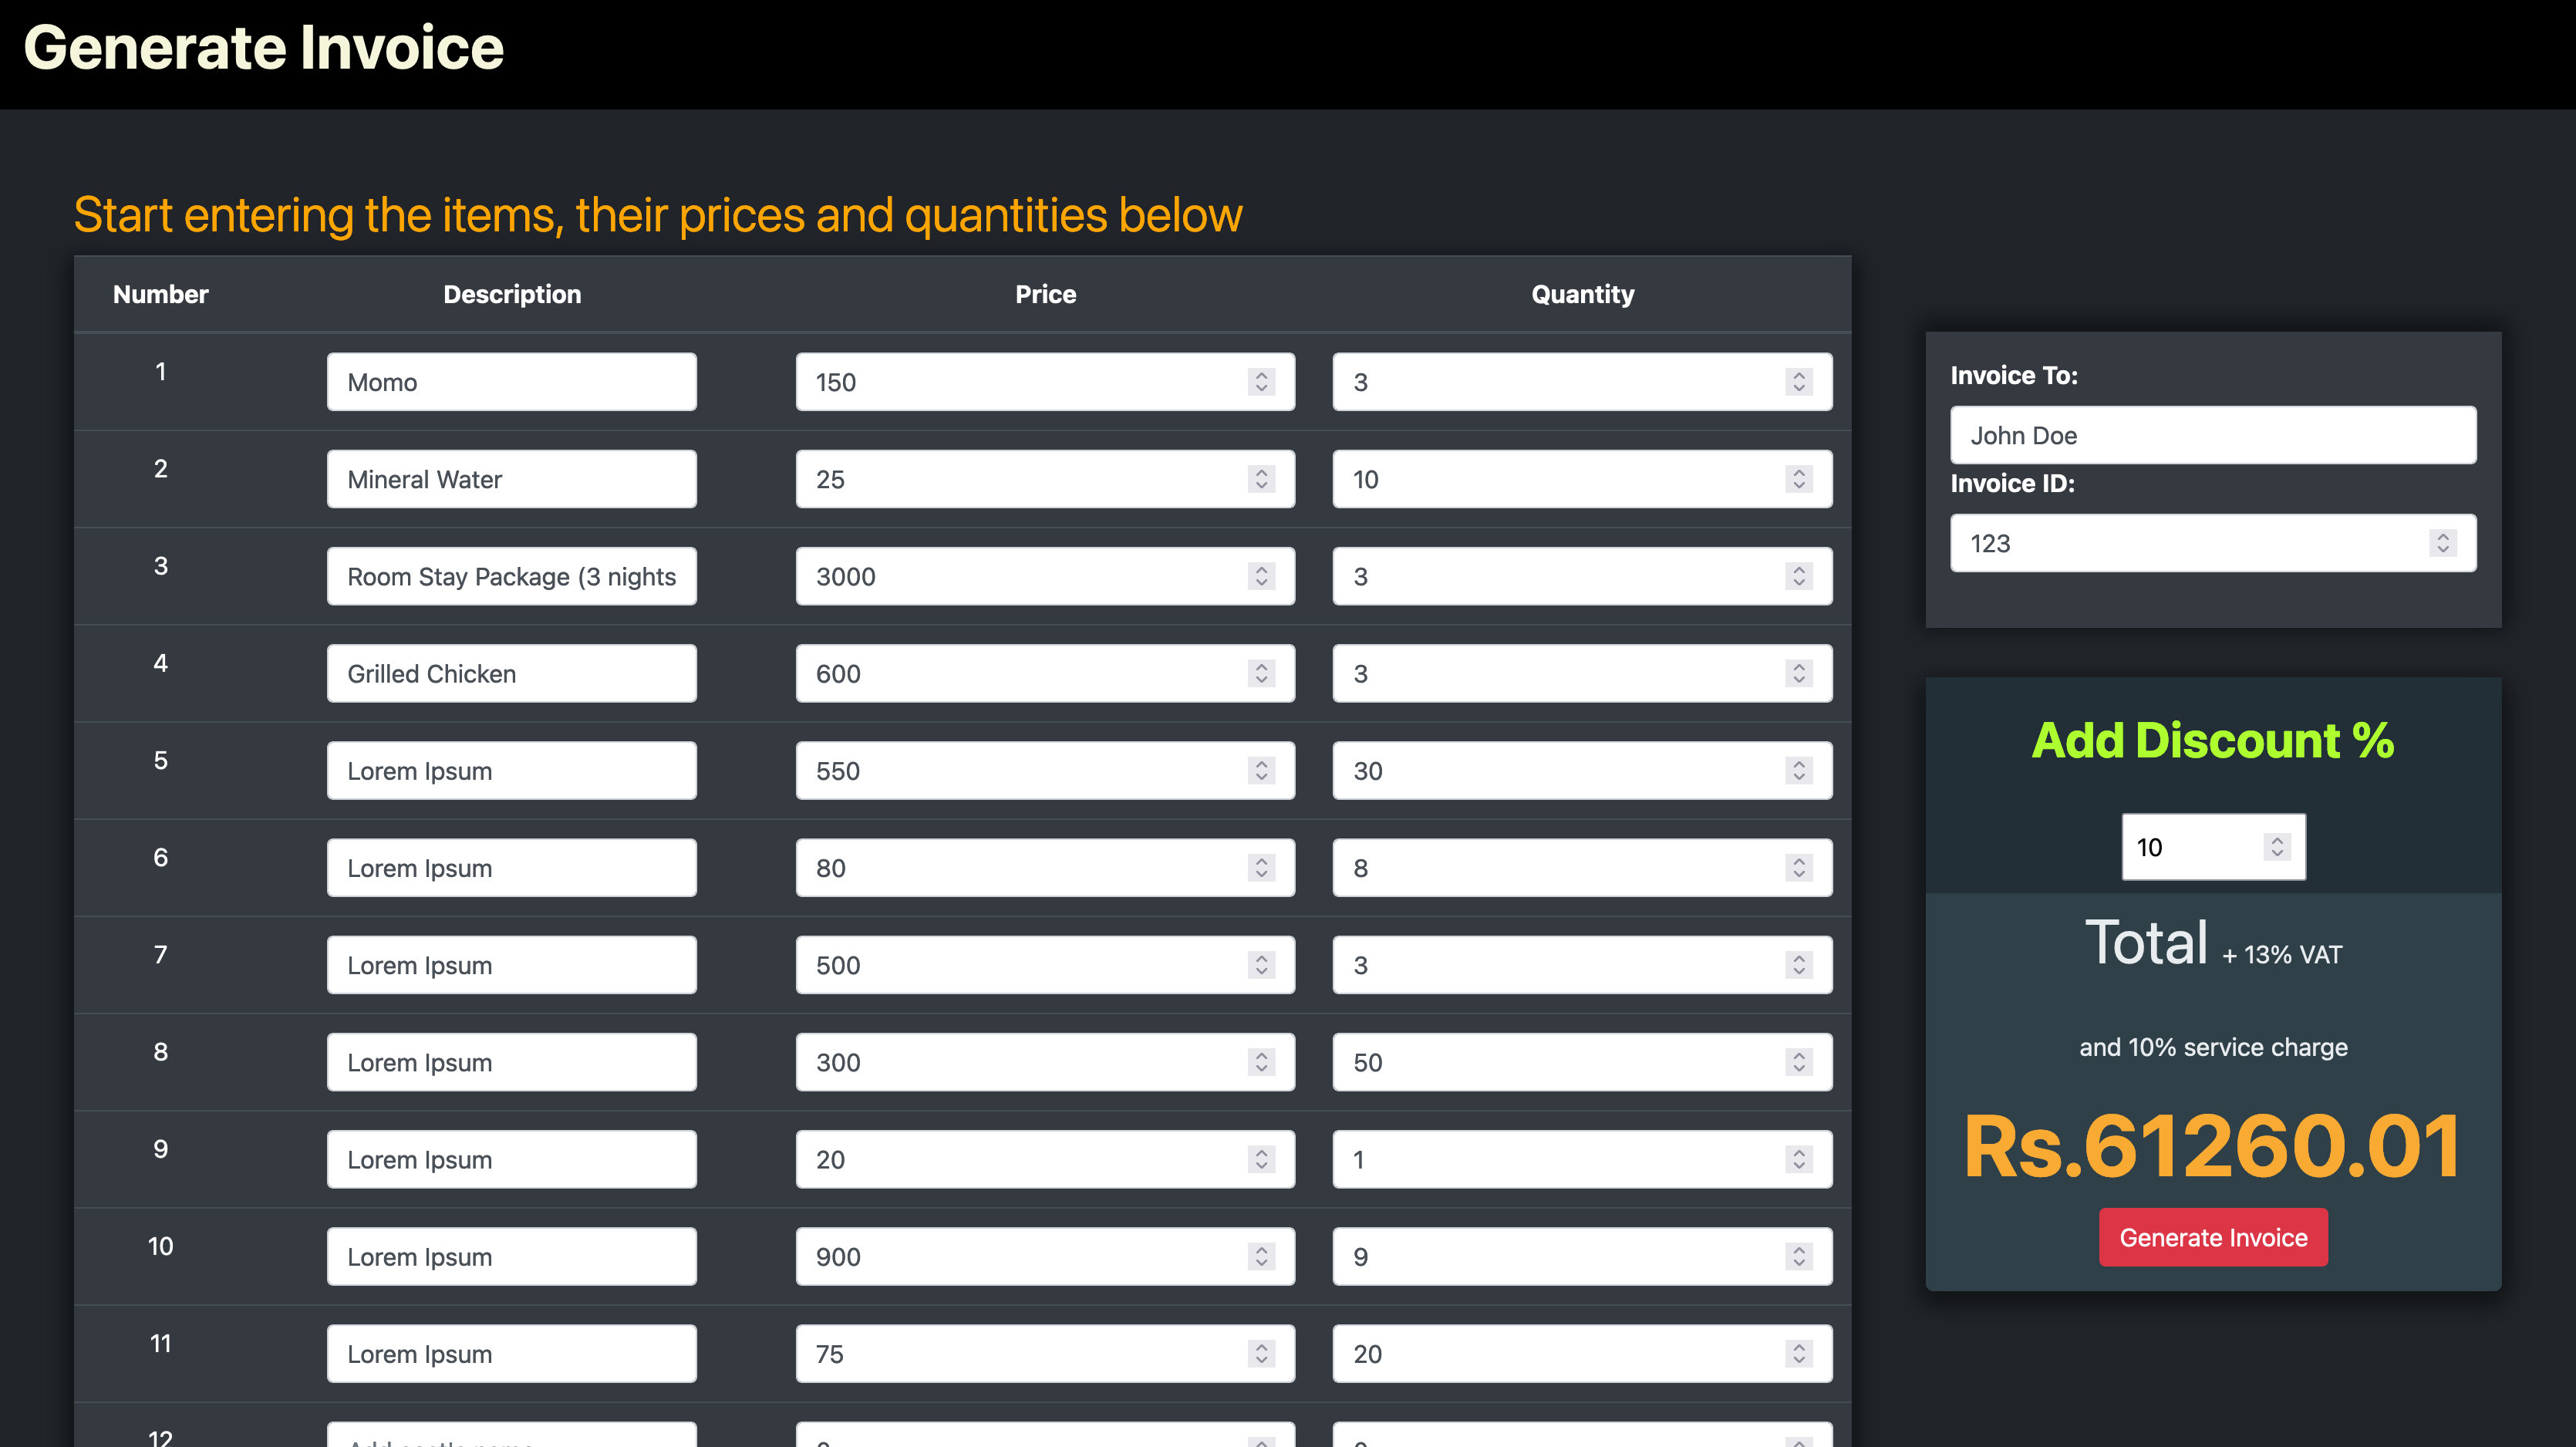 Generate Invoice
Start entering the items, their prices and quantities below
Number Description Price Quantity
1 Momo 150 3
2 Mineral Water 25 10
3 Room Stay Package (3 nights 3000 3
4 Grilled Chicken 600 3
5 Lorem Ipsum 550 30
6 Lorem Ipsum 80 8
7 Lorem Ipsum 500 3
8 Lorem Ipsum 300 50
9 Lorem Ipsum 20 1
10 Lorem Ipsum 900 9
11 Lorem Ipsum 75 20
12
Invoice To:
John Doe
Invoice ID:
123
Add Discount %
10
Total + 13% VAT
and 10% service charge
Rs.61260.01
Generate Invoice